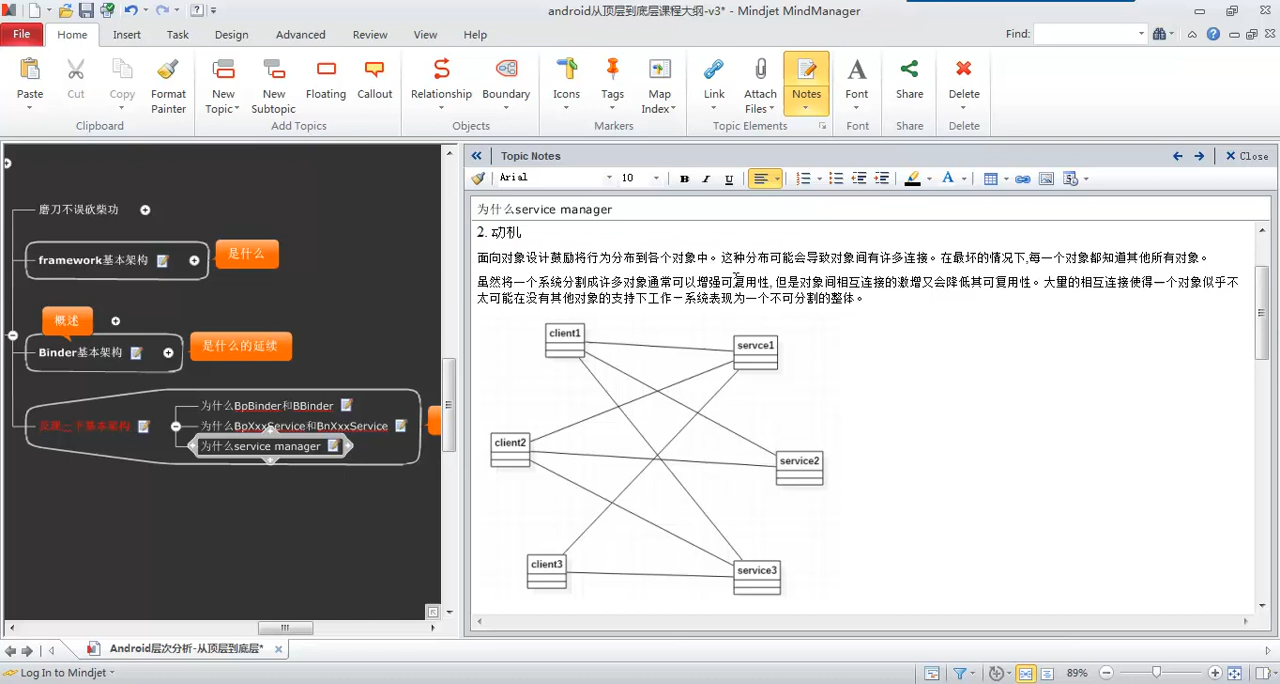 android从顶层到底层课程大纲-v3* - Mindjet MindManager
File Home Insert Task Design Advanced Review View Help Find:
Paste Cut Copy Format Painter New Topic New Subtopic Floating Callout Relationship Boundary Icons Tags Map Index Link Attach Files Notes Font Share Delete
Clipboard Add Topics Objects Markers Topic Elements Font Share Delete
磨刀不误砍柴功
framework基本架构
是什么
概述
Binder基本架构
是什么的延续
为什么BpBinder和BBinder
为什么BpXxxService和BnXxxService
为什么service manager
Topic Notes
Close
Arial 10 B I U
为什么service manager
2. 动机
面向对象设计鼓励将行为分布到各个对象中。这种分布可能会导致对象间有许多连接。在最坏的情况下,每一个对象都知道其他所有对象。
虽然将一个系统分割成许多对象通常可以增强可复用性, 但是对象间相互连接的激增又会降低其可复用性。大量的相互连接使得一个对象似乎不
太可能在没有其他对象的支持下工作－系统表现为一个不可分割的整体。
client1
servce1
client2
service2
client3
service3
Android层次分析-从顶层到底层*
Log In to Mindjet
89%